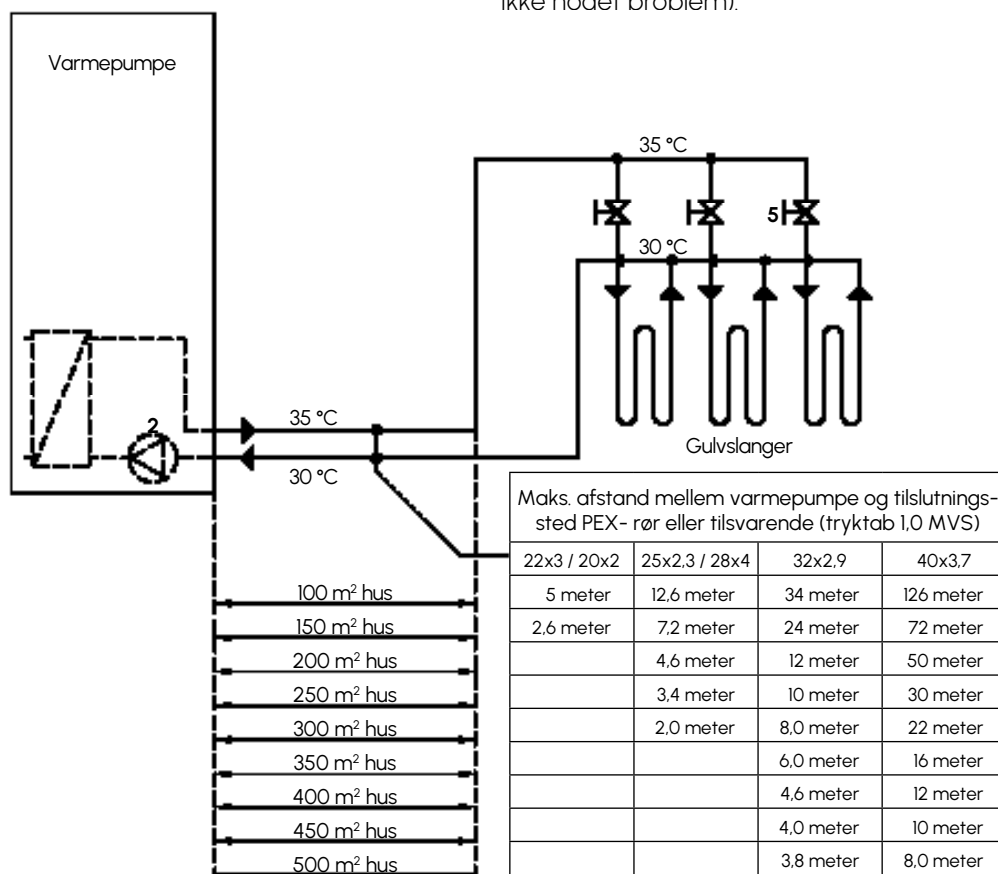 ikke nodet problem).
Varmepumpe
35 °C
5
30 °C
2
35 °C
30 °C
Gulvslanger
Maks. afstand mellem varmepumpe og tilslutnings-
sted PEX- rør eller tilsvarende (tryktab 1,0 MVS)
22x3 / 20x2 25x2,3 / 28x4 32x2,9 40x3,7
100 m² hus 5 meter 12,6 meter 34 meter 126 meter
150 m² hus 2,6 meter 7,2 meter 24 meter 72 meter
200 m² hus 4,6 meter 12 meter 50 meter
250 m² hus 3,4 meter 10 meter 30 meter
300 m² hus 2,0 meter 8,0 meter 22 meter
350 m² hus 6,0 meter 16 meter
400 m² hus 4,6 meter 12 meter
450 m² hus 4,0 meter 10 meter
500 m² hus 3,8 meter 8,0 meter